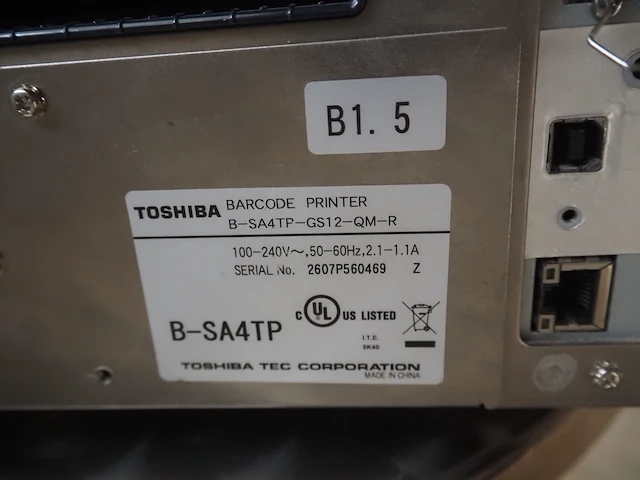 B1.5
TOSHIBA BARCODE PRINTER
B-SA4TP-GS12-QM-R
100-240V～,50-60Hz,2.1-1.1A
SERIAL No. 2607P560469 Z
C UL US LISTED
I.T.E.
5K40
B-SA4TP
TOSHIBA TEC CORPORATION
MADE IN CHINA